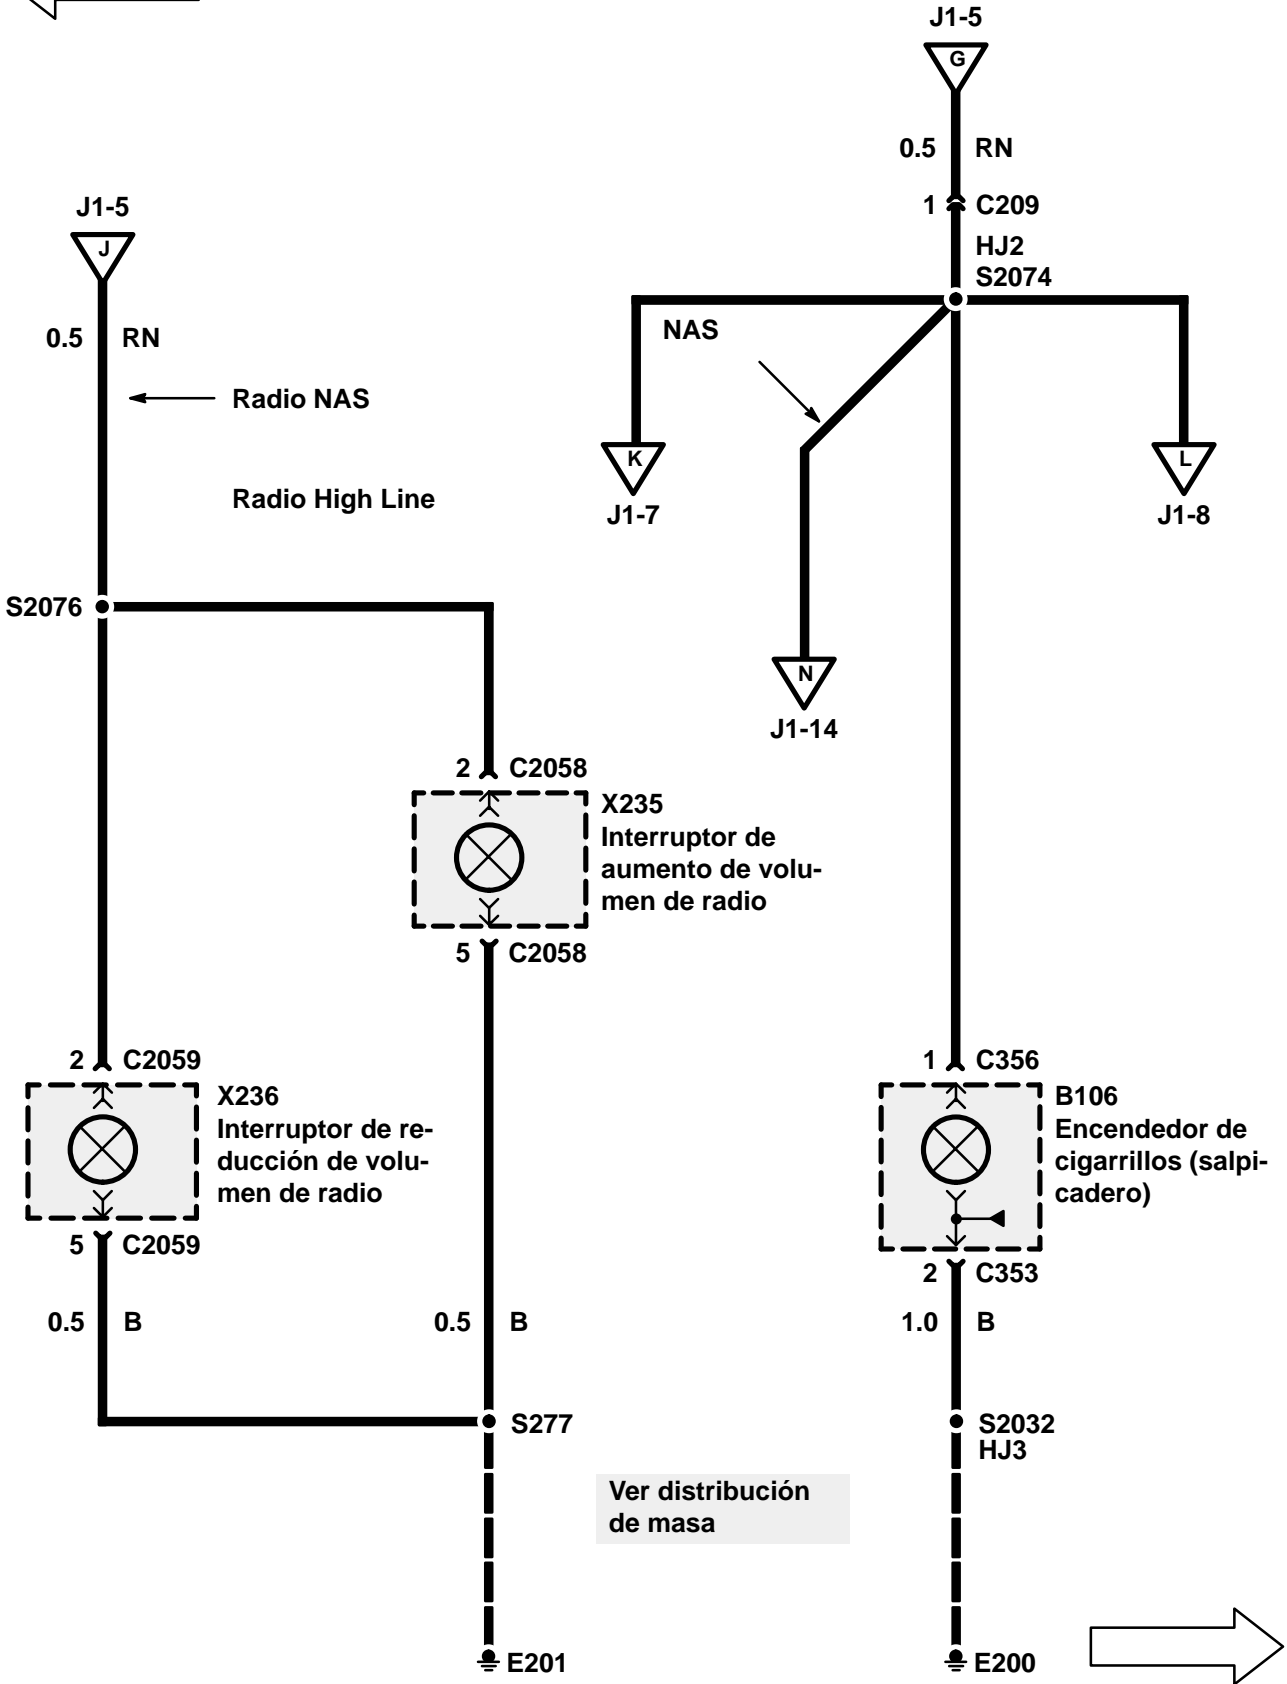 J1-5
G
0.5 RN
1 C209
HJ2
S2074
J1-5
J
0.5 RN
NAS
Radio NAS
K
J1-7
L
J1-8
Radio High Line
S2076
N
J1-14
2 C2058
X235
Interruptor de
aumento de volu-
men de radio
5 C2058
2 C2059
X236
Interruptor de re-
ducción de volu-
men de radio
5 C2059
1 C356
B106
Encendedor de
cigarrillos (salpi-
cadero)
2 C353
0.5 B
0.5 B
1.0 B
S277
S2032
HJ3
Ver distribución
de masa
E201
E200